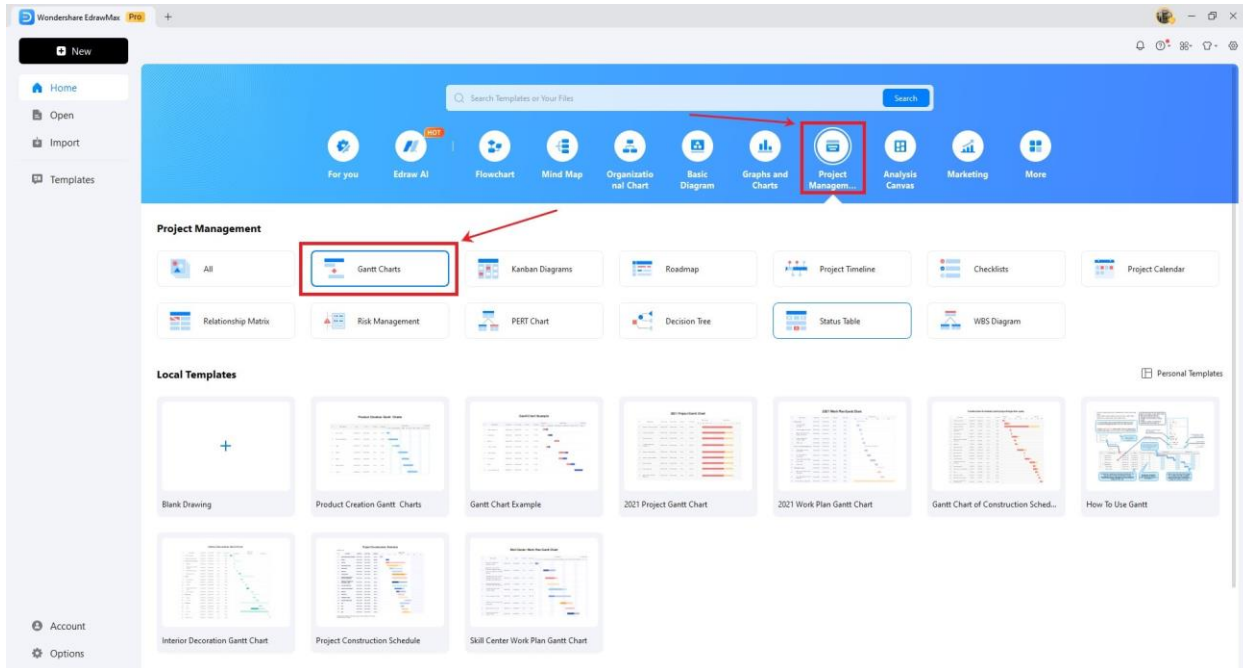 Wondershare EdrawMax Pro +
New
Home
Open
Import
Templates
Account
Options
Search Templates or Your Files
Search
For you
Edraw AI
HOT
Flowchart
Mind Map
Organizatio
nal Chart
Basic
Diagram
Graphs and
Charts
Project
Managem...
Analysis
Canvas
Marketing
More
Project Management
All
Gantt Charts
Kanban Diagrams
Roadmap
Project Timeline
Checklists
Project Calendar
Relationship Matrix
Risk Management
PERT Chart
Decision Tree
Status Table
WBS Diagram
Local Templates
Personal Templates
Blank Drawing
Product Creation Gantt Charts
Gantt Chart Example
2021 Project Gantt Chart
2021 Work Plan Gantt Chart
Gantt Chart of Construction Sched...
How To Use Gantt
Interior Decoration Gantt Chart
Project Construction Schedule
Skill Center Work Plan Gantt Chart